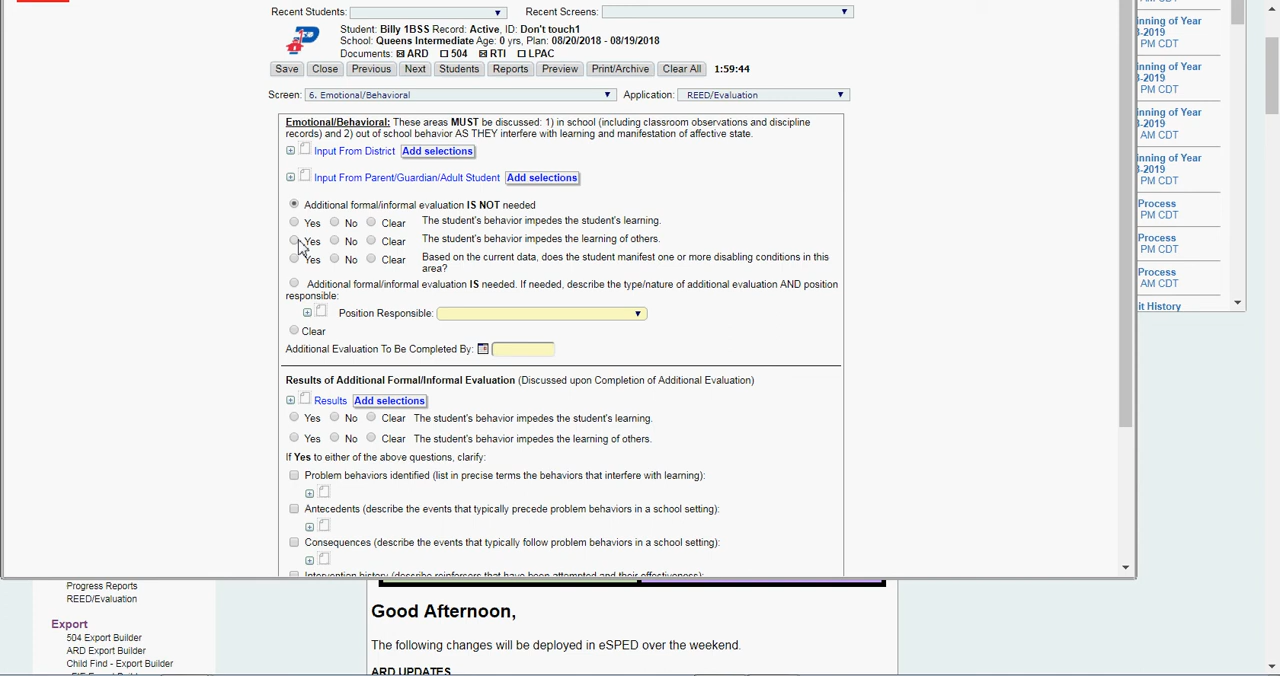 Recent Students: Recent Screens:
Student: Billy 1BSS Record: Active, ID: Don't touch1
School: Queens Intermediate Age: 0 yrs, Plan: 08/20/2018 - 08/19/2018
Documents: ARD 504 RTI LPAC
Save Close Previous Next Students Reports Preview Print/Archive Clear All 1:59:44
Screen: 6. Emotional/Behavioral Application: REED/Evaluation
Emotional/Behavioral: These areas MUST be discussed: 1) in school (including classroom observations and discipline
records) and 2) out of school behavior AS THEY interfere with learning and manifestation of affective state.
Input From District Add selections
Input From Parent/Guardian/Adult Student Add selections
Additional formal/informal evaluation IS NOT needed
Yes No Clear The student's behavior impedes the student's learning.
Yes No Clear The student's behavior impedes the learning of others.
Yes No Clear Based on the current data, does the student manifest one or more disabling conditions in this
area?
Additional formal/informal evaluation IS needed. If needed, describe the type/nature of additional evaluation AND position
responsible:
Position Responsible:
Clear
Additional Evaluation To Be Completed By:
Results of Additional Formal/Informal Evaluation (Discussed upon Completion of Additional Evaluation)
Results Add selections
Yes No Clear The student's behavior impedes the student's learning.
Yes No Clear The student's behavior impedes the learning of others.
If Yes to either of the above questions, clarify:
Problem behaviors identified (list in precise terms the behaviors that interfere with learning):
Antecedents (describe the events that typically precede problem behaviors in a school setting):
Consequences (describe the events that typically follow problem behaviors in a school setting):
Intervention history (describe reinforcers that have been attempted and their effectiveness):
inning of Year
-2019
PM CDT
inning of Year
3-2019
PM CDT
inning of Year
3-2019
AM CDT
inning of Year
PM CDT
Process
PM CDT
Process
PM CDT
Process
AM CDT
it History
Progress Reports
REED/Evaluation
Export
504 Export Builder
ARD Export Builder
Child Find - Export Builder
Good Afternoon,
The following changes will be deployed in eSPED over the weekend.
ARD UPDATES